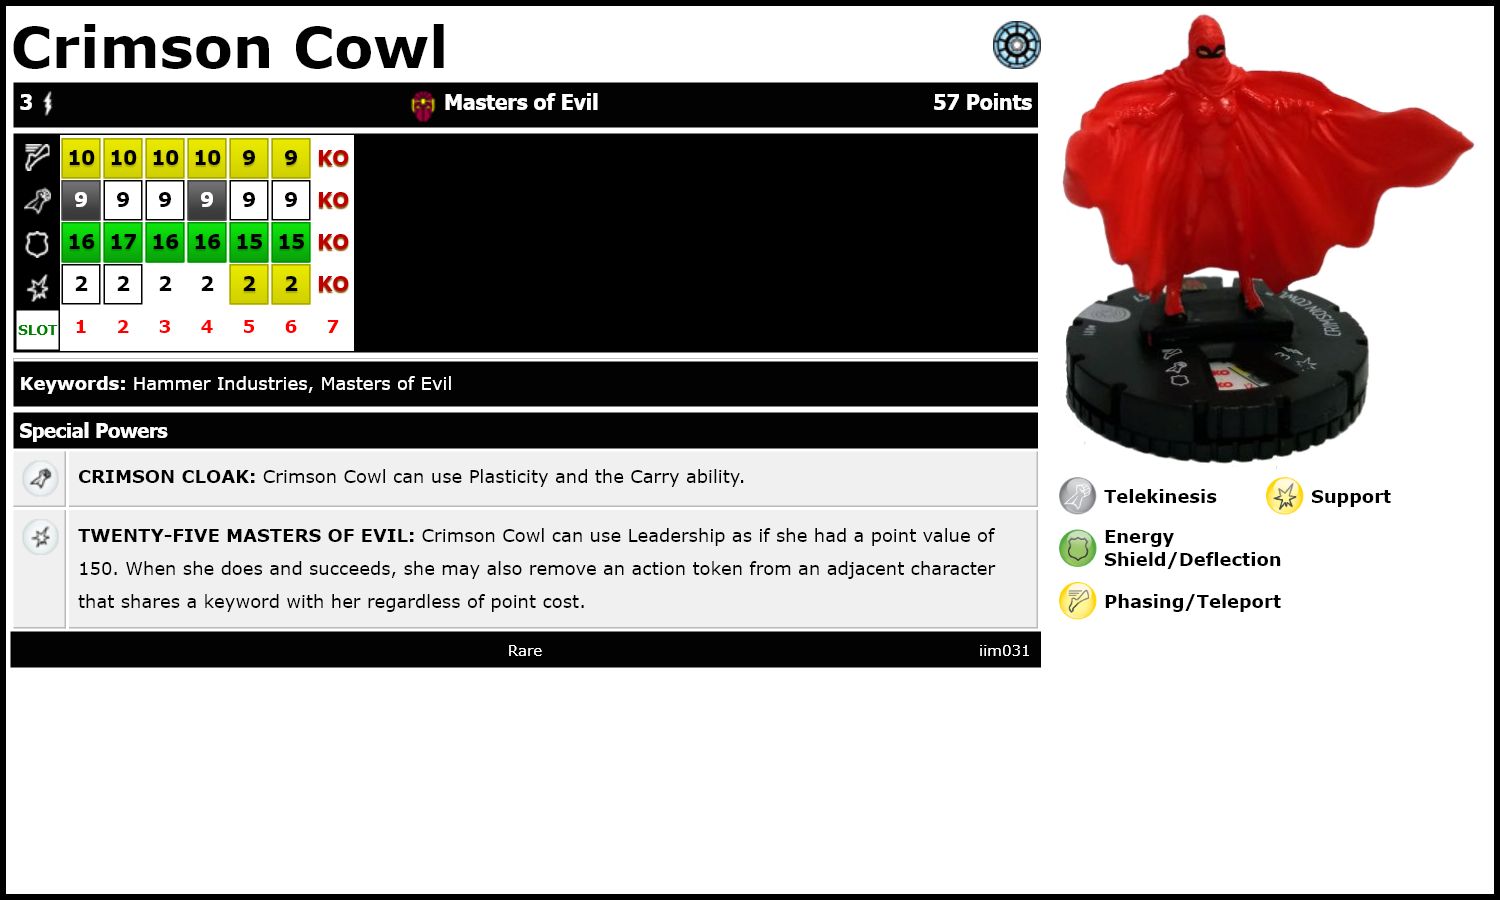 Crimson Cowl
3 Masters of Evil 57 Points
10 10 10 10 9 9 KO
9 9 9 9 9 9 KO
16 17 16 16 15 15 KO
2 2 2 2 2 2 KO
SLOT 1 2 3 4 5 6 7
Keywords: Hammer Industries, Masters of Evil
Special Powers
CRIMSON CLOAK: Crimson Cowl can use Plasticity and the Carry ability.
TWENTY-FIVE MASTERS OF EVIL: Crimson Cowl can use Leadership as if she had a point value of
150. When she does and succeeds, she may also remove an action token from an adjacent character
that shares a keyword with her regardless of point cost.
Rare iim031
CRIMSON COWL
KO
KO
Telekinesis Support
Energy
Shield/Deflection
Phasing/Teleport